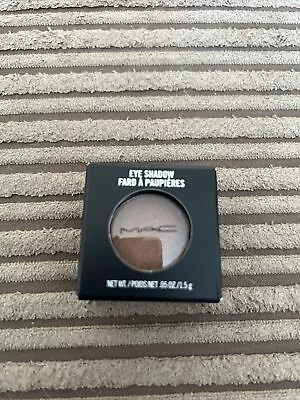 EYE SHADOW
FARD À PAUPIÈRES
MAC
NET WT. / POIDS NET .05 OZ/1.5 g